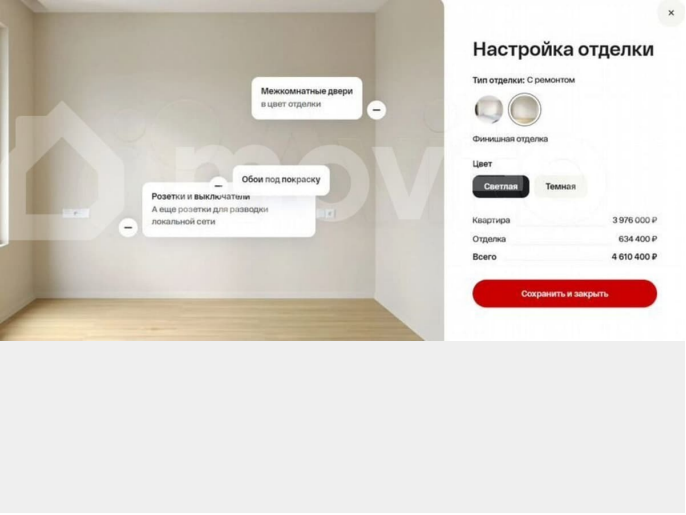 Настройка отделки
Тип отделки: С ремонтом
Финишная отделка
Цвет
Светлая
Темная
Квартира 3 976 000 ₽
Отделка 634 400 ₽
Всего 4 610 400 ₽
Сохранить и закрыть
Межкомнатные двери
в цвет отделки
Обои под покраску
Розетки и выключатели
А еще розетки для разводки
локальной сети